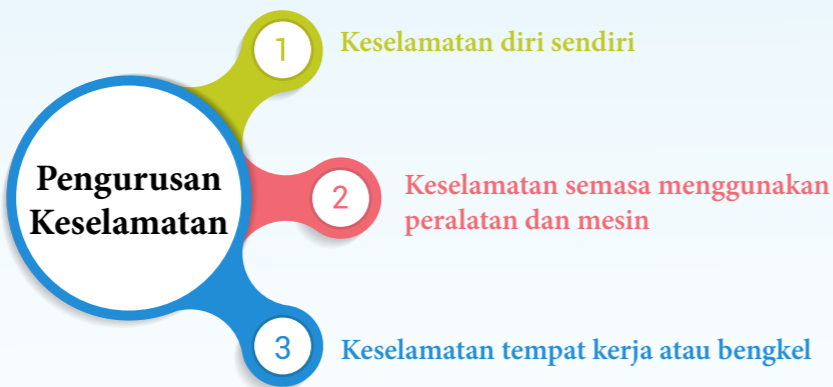 Pengurusan
Keselamatan
1
Keselamatan diri sendiri
2
Keselamatan semasa menggunakan
peralatan dan mesin
3
Keselamatan tempat kerja atau bengkel